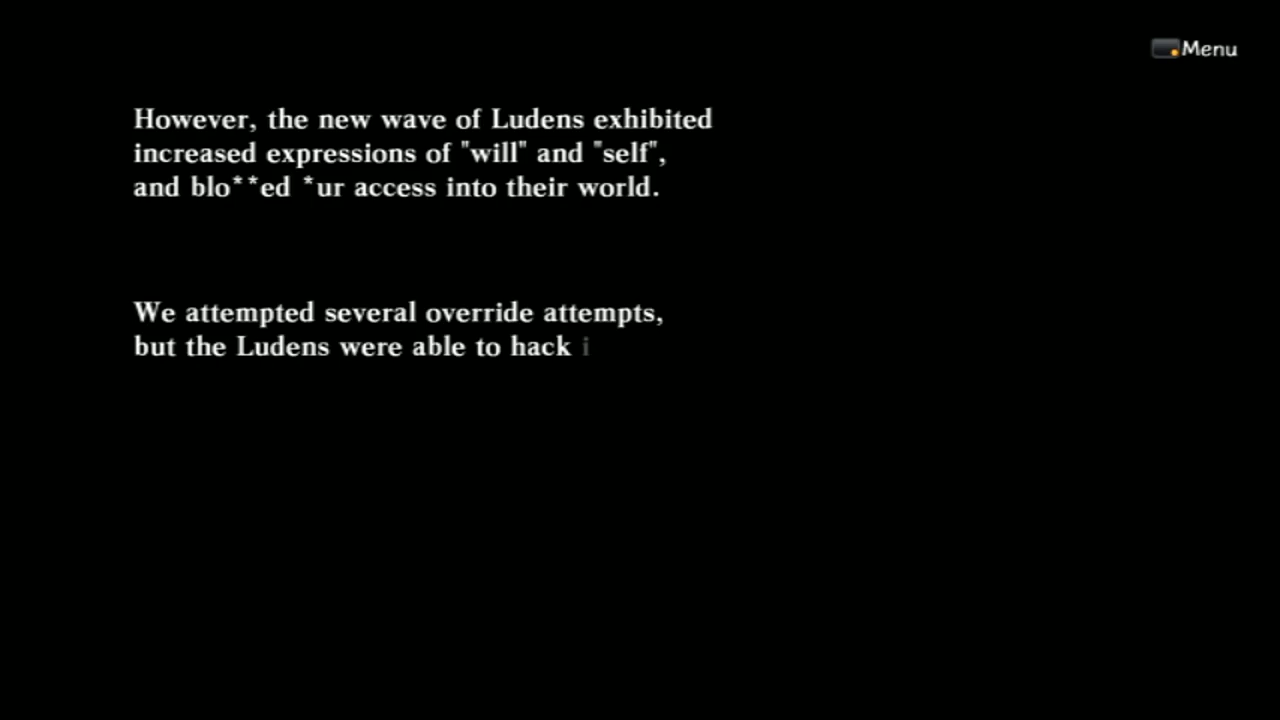 Menu
However, the new wave of Ludens exhibited
increased expressions of "will" and "self",
and blo**ed *ur access into their world.
We attempted several override attempts,
but the Ludens were able to hack i